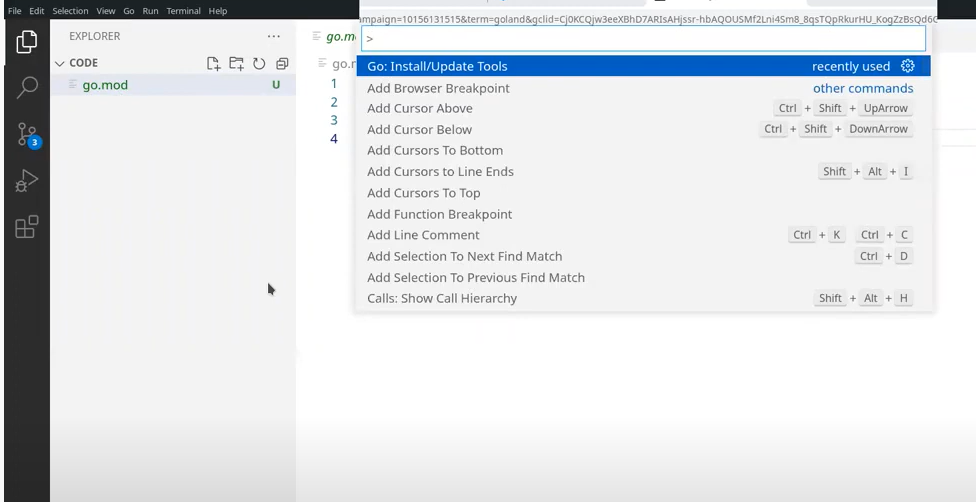 File Edit Selection View Go Run Terminal Help
mpaign=10156131515&term=goland&gclid=Cj0KCQjw3eeXBhD7ARIsAHjssr-hbAQOUSMf2Lni4Sm8_8qsTQpRkurHU_KogZzBsQd6
EXPLORER ...
go.m
>
CODE
go.m
Go: Install/Update Tools recently used
go.mod U
1
Add Browser Breakpoint other commands
2
Add Cursor Above Ctrl + Shift + UpArrow
3
Add Cursor Below Ctrl + Shift + DownArrow
3
4
Add Cursors To Bottom
Add Cursors to Line Ends Shift + Alt + I
Add Cursors To Top
Add Function Breakpoint
Add Line Comment Ctrl + K Ctrl + C
Add Selection To Next Find Match Ctrl + D
Add Selection To Previous Find Match
Calls: Show Call Hierarchy Shift + Alt + H